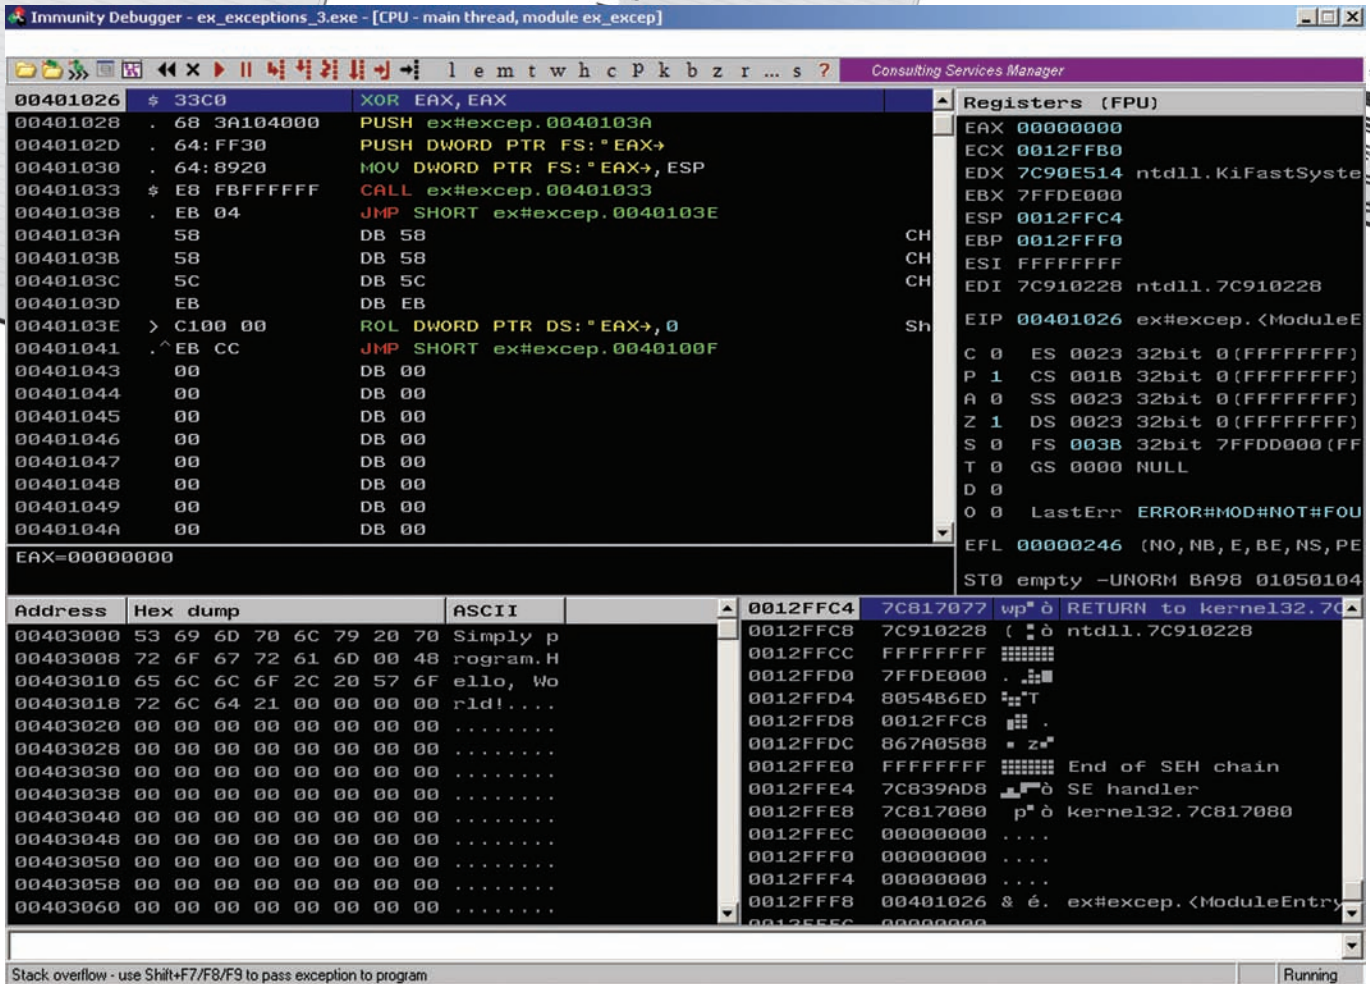 Immunity Debugger - ex_exceptions_3.exe - [CPU - main thread, module ex_excep]
l e m t w h c P k b z r ... s ? Consulting Services Manager
00401026 $ 33C0 XOR EAX,EAX
00401028 . 68 3A104000 PUSH ex#excep.0040103A
0040102D . 64:FF30 PUSH DWORD PTR FS:°EAX→
00401030 . 64:8920 MOV DWORD PTR FS:°EAX→,ESP
00401033 $ E8 FBFFFFFF CALL ex#excep.00401033
00401038 . EB 04 JMP SHORT ex#excep.0040103E
0040103A 58 DB 58 CH
0040103B 58 DB 58 CH
0040103C 5C DB 5C CH
0040103D EB DB EB
0040103E > C100 00 ROL DWORD PTR DS:°EAX→,0 Sh
00401041 .^EB CC JMP SHORT ex#excep.0040100F
00401043 00 DB 00
00401044 00 DB 00
00401045 00 DB 00
00401046 00 DB 00
00401047 00 DB 00
00401048 00 DB 00
00401049 00 DB 00
0040104A 00 DB 00
EAX=00000000
Registers (FPU)
EAX 00000000
ECX 0012FFB0
EDX 7C90E514 ntdll.KiFastSyste
EBX 7FFDE000
ESP 0012FFC4
EBP 0012FFF0
ESI FFFFFFFF
EDI 7C910228 ntdll.7C910228
EIP 00401026 ex#excep.<ModuleE
C 0 ES 0023 32bit 0(FFFFFFFF)
P 1 CS 001B 32bit 0(FFFFFFFF)
A 0 SS 0023 32bit 0(FFFFFFFF)
Z 1 DS 0023 32bit 0(FFFFFFFF)
S 0 FS 003B 32bit 7FFDD000(FF
T 0 GS 0000 NULL
D 0
O 0 LastErr ERROR#MOD#NOT#FOU
EFL 00000246 (NO,NB,E,BE,NS,PE
ST0 empty -UNORM BA98 01050104
Address Hex dump ASCII
00403000 53 69 6D 70 6C 79 20 70 Simply p
00403008 72 6F 67 72 61 6D 00 48 rogram.H
00403010 65 6C 6C 6F 2C 20 57 6F ello, Wo
00403018 72 6C 64 21 00 00 00 00 rld!....
00403020 00 00 00 00 00 00 00 00 ........
00403028 00 00 00 00 00 00 00 00 ........
00403030 00 00 00 00 00 00 00 00 ........
00403038 00 00 00 00 00 00 00 00 ........
00403040 00 00 00 00 00 00 00 00 ........
00403048 00 00 00 00 00 00 00 00 ........
00403050 00 00 00 00 00 00 00 00 ........
00403058 00 00 00 00 00 00 00 00 ........
00403060 00 00 00 00 00 00 00 00 ........
0012FFC4 7C817077 RETURN to kernel32.7C
0012FFC8 7C910228 ntdll.7C910228
0012FFCC FFFFFFFF
0012FFD0 7FFDE000
0012FFD4 8054B6ED
0012FFD8 0012FFC8
0012FFDC 867A0588
0012FFE0 FFFFFFFF End of SEH chain
0012FFE4 7C839AD8 SE handler
0012FFE8 7C817080 kernel32.7C817080
0012FFEC 00000000 ....
0012FFF0 00000000 ....
0012FFF4 00000000 ....
0012FFF8 00401026 & é. ex#excep.<ModuleEntry
Stack overflow - use Shift+F7/F8/F9 to pass exception to program
Running